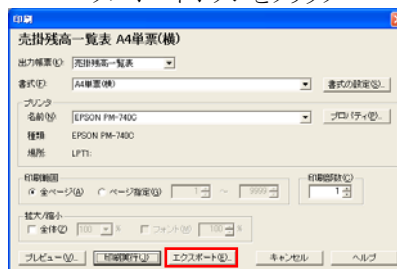 印刷
売掛残高一覧表 A4単票(横)
出力帳票(K): 売掛残高一覧表
書式(F): A4単票(横) 書式の設定(S)...
プリンタ
名前(N): EPSON PM-740C プロパティ(P)...
種類: EPSON PM-740C
場所: LPT1:
印刷範囲 印刷部数(C)
全ページ(A) ページ指定(G) 1 ～ 9999 1
拡大/縮小
全体(Z) 100 % フォント(W) 100 %
プレビュー(V)... 印刷実行(J) エクスポート(E)... キャンセル ヘルプ